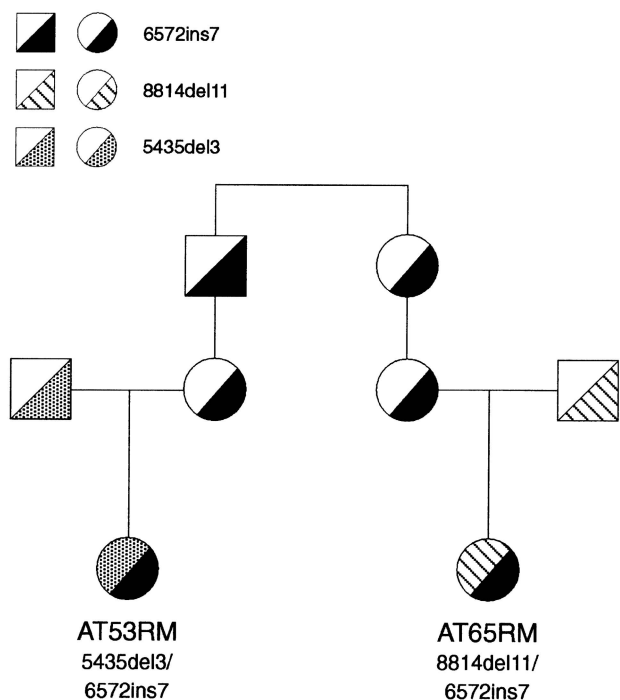 6572ins7
8814del11
5435del3
AT53RM
5435del3/
6572ins7
AT65RM
8814del11/
6572ins7